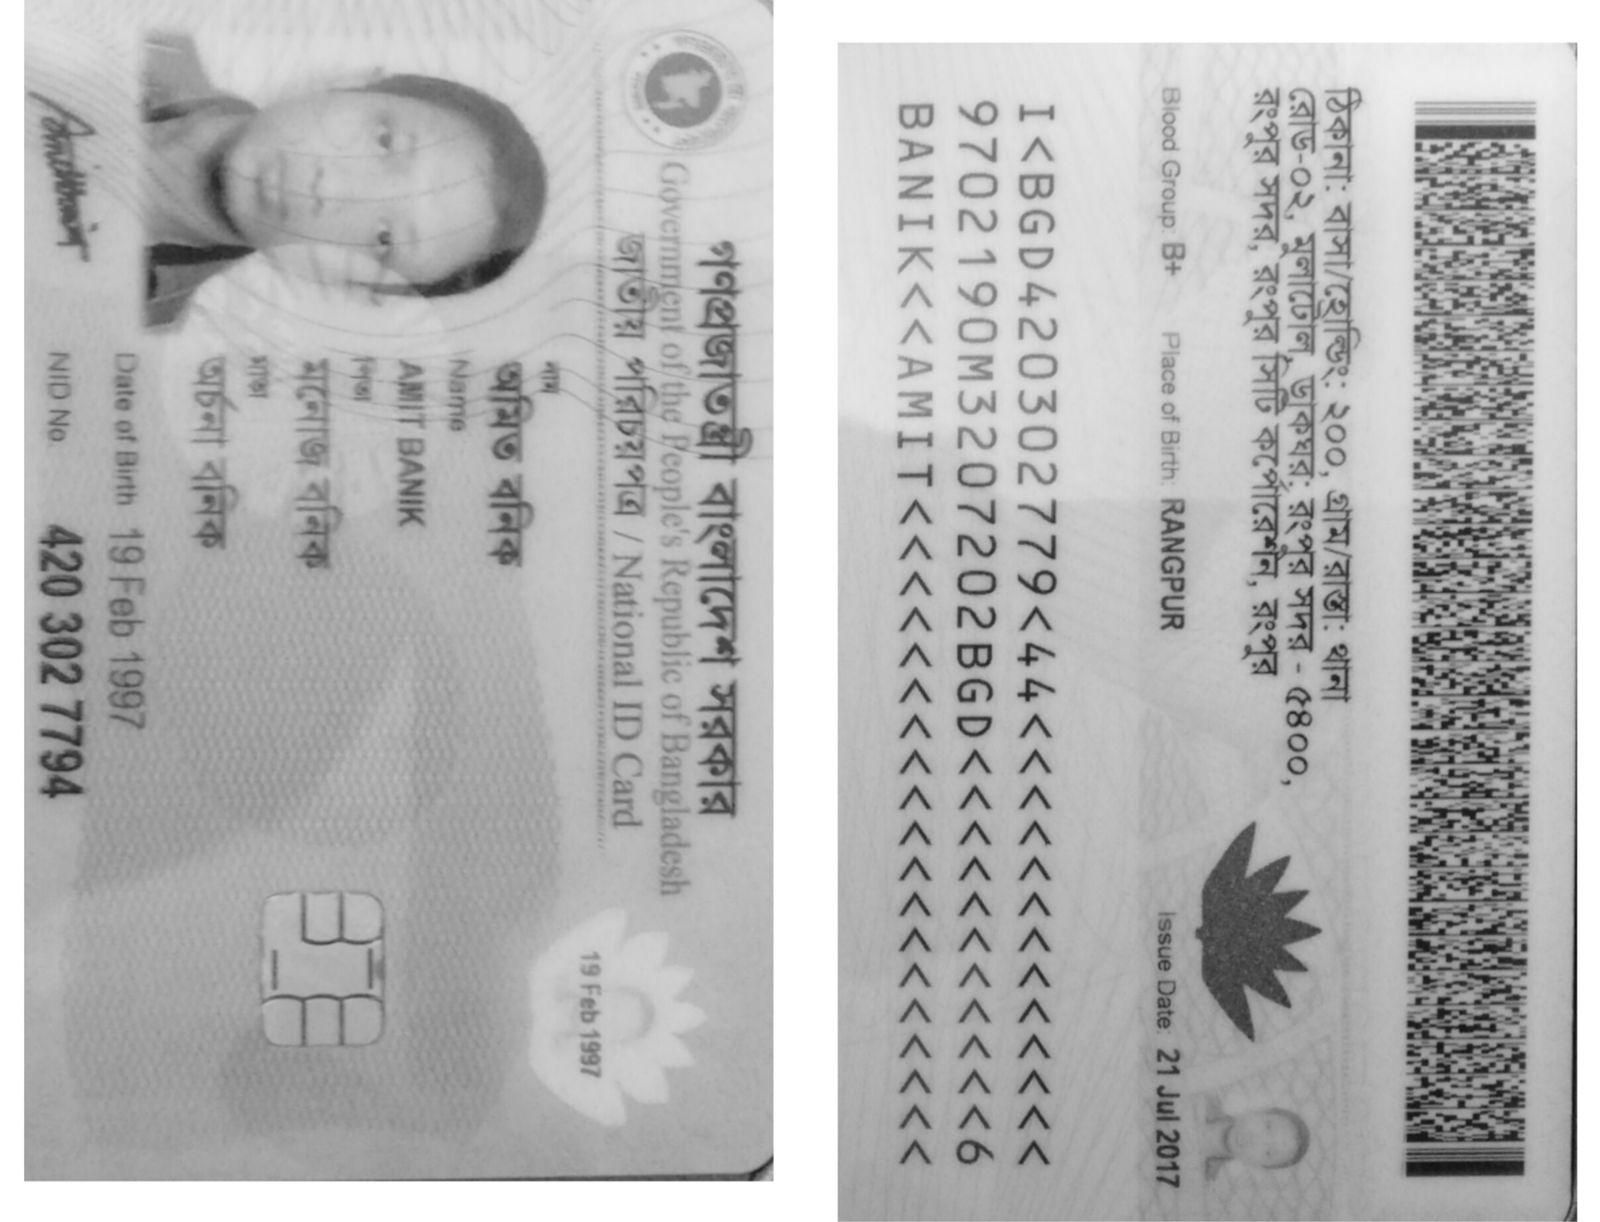 গণপ্রজাতন্ত্রী বাংলাদেশ সরকার
Government of the People's Republic of Bangladesh
জাতীয় পরিচয়পত্র / National ID Card
নাম
অমিত বনিক
Name
AMIT BANIK
পিতা
মনোজ বনিক
মাতা
অর্চনা বনিক
Date of Birth 19 Feb 1997
NID No. 420 302 7794
19 Feb 1997
ঠিকানা: বাসা/হোল্ডিং: ২০০, গ্রাম/রাস্তা: থানা
রোড-০২, মুলাটোল, ডাকঘর: রংপুর সদর - ৫৪০০,
রংপুর সদর, রংপুর সিটি কর্পোরেশন, রংপুর
Blood Group: B+ Place of Birth: RANGPUR Issue Date: 21 Jul 2017
I<BGD420302779<44<<<<<<<<<<<<<
9702190M3207202BGD<<<<<<<<<<<6
BANIK<<AMIT<<<<<<<<<<<<<<<<<<<